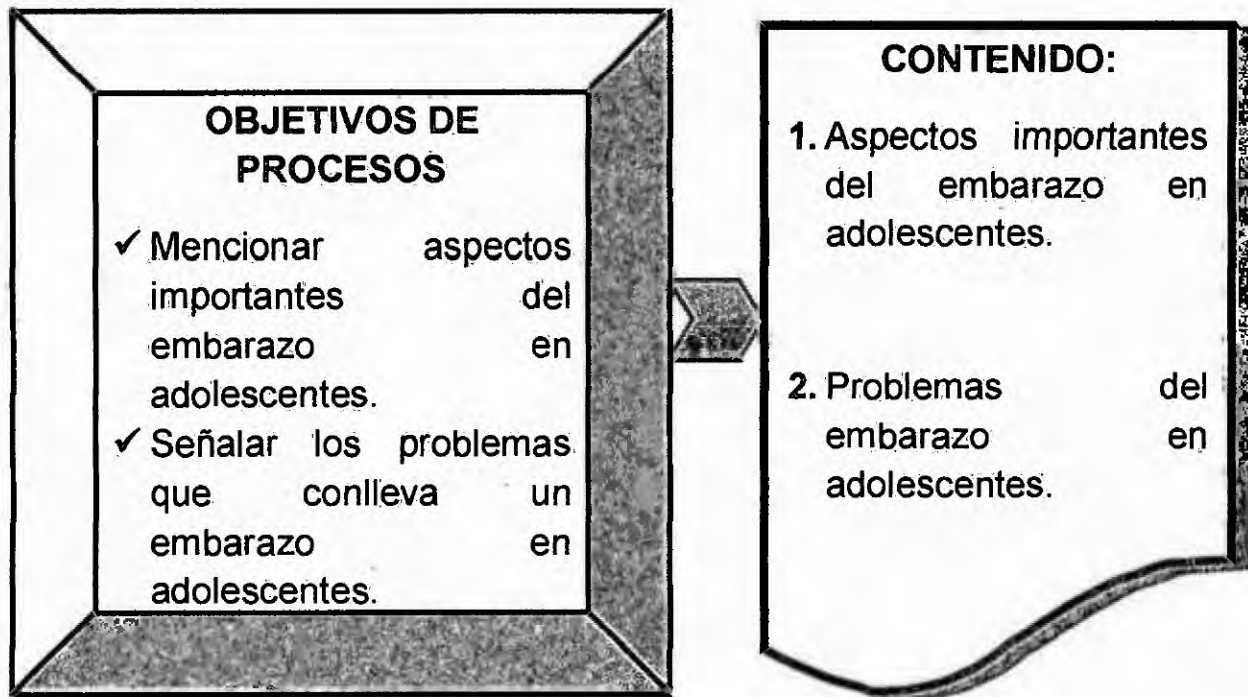 OBJETIVOS DE
PROCESOS
✓ Mencionar aspectos
importantes del
embarazo en
adolescentes.
✓ Señalar los problemas
que conlleva un
embarazo en
adolescentes.
CONTENIDO:
1. Aspectos importantes
del embarazo en
adolescentes.
2. Problemas del
embarazo en
adolescentes.